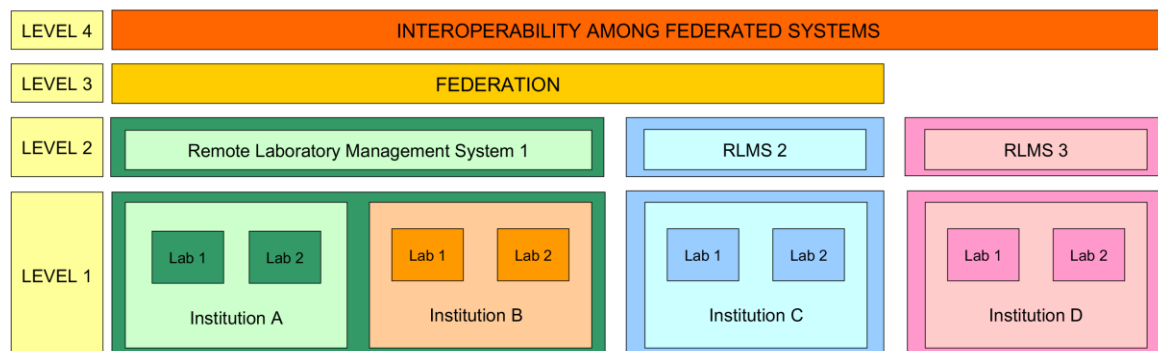 LEVEL 4
INTEROPERABILITY AMONG FEDERATED SYSTEMS
LEVEL 3
FEDERATION
LEVEL 2
Remote Laboratory Management System 1
RLMS 2
RLMS 3
LEVEL 1
Lab 1
Lab 2
Institution A
Lab 1
Lab 2
Institution B
Lab 1
Lab 2
Institution C
Lab 1
Lab 2
Institution D